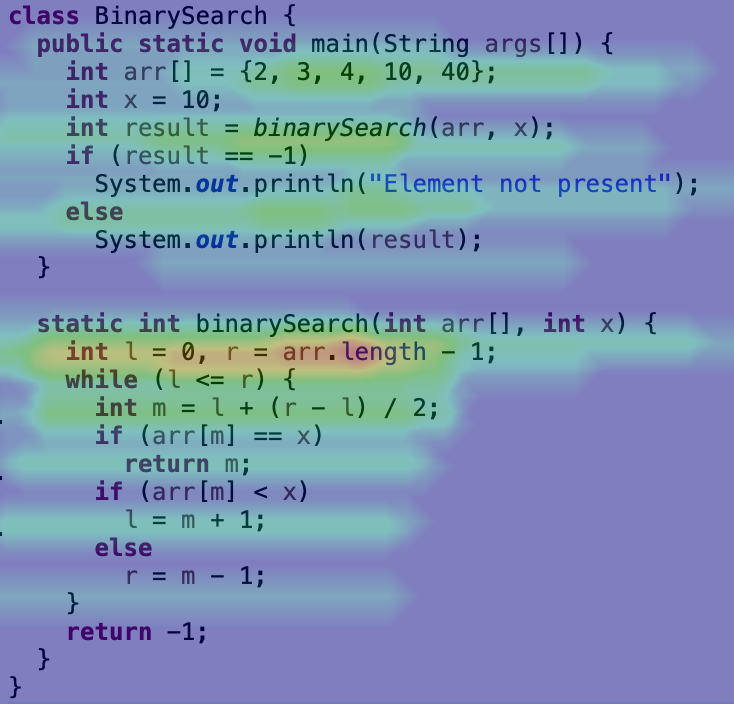 class BinarySearch {
public static void main(String args[]) {
int arr[] = {2, 3, 4, 10, 40};
int x = 10;
int result = binarySearch(arr, x);
if (result == -1)
System.out.println("Element not present");
else
System.out.println(result);
}
static int binarySearch(int arr[], int x) {
int l = 0, r = arr.length - 1;
while (l <= r) {
int m = l + (r - l) / 2;
if (arr[m] == x)
return m;
if (arr[m] < x)
l = m + 1;
else
r = m - 1;
}
return -1;
}
}